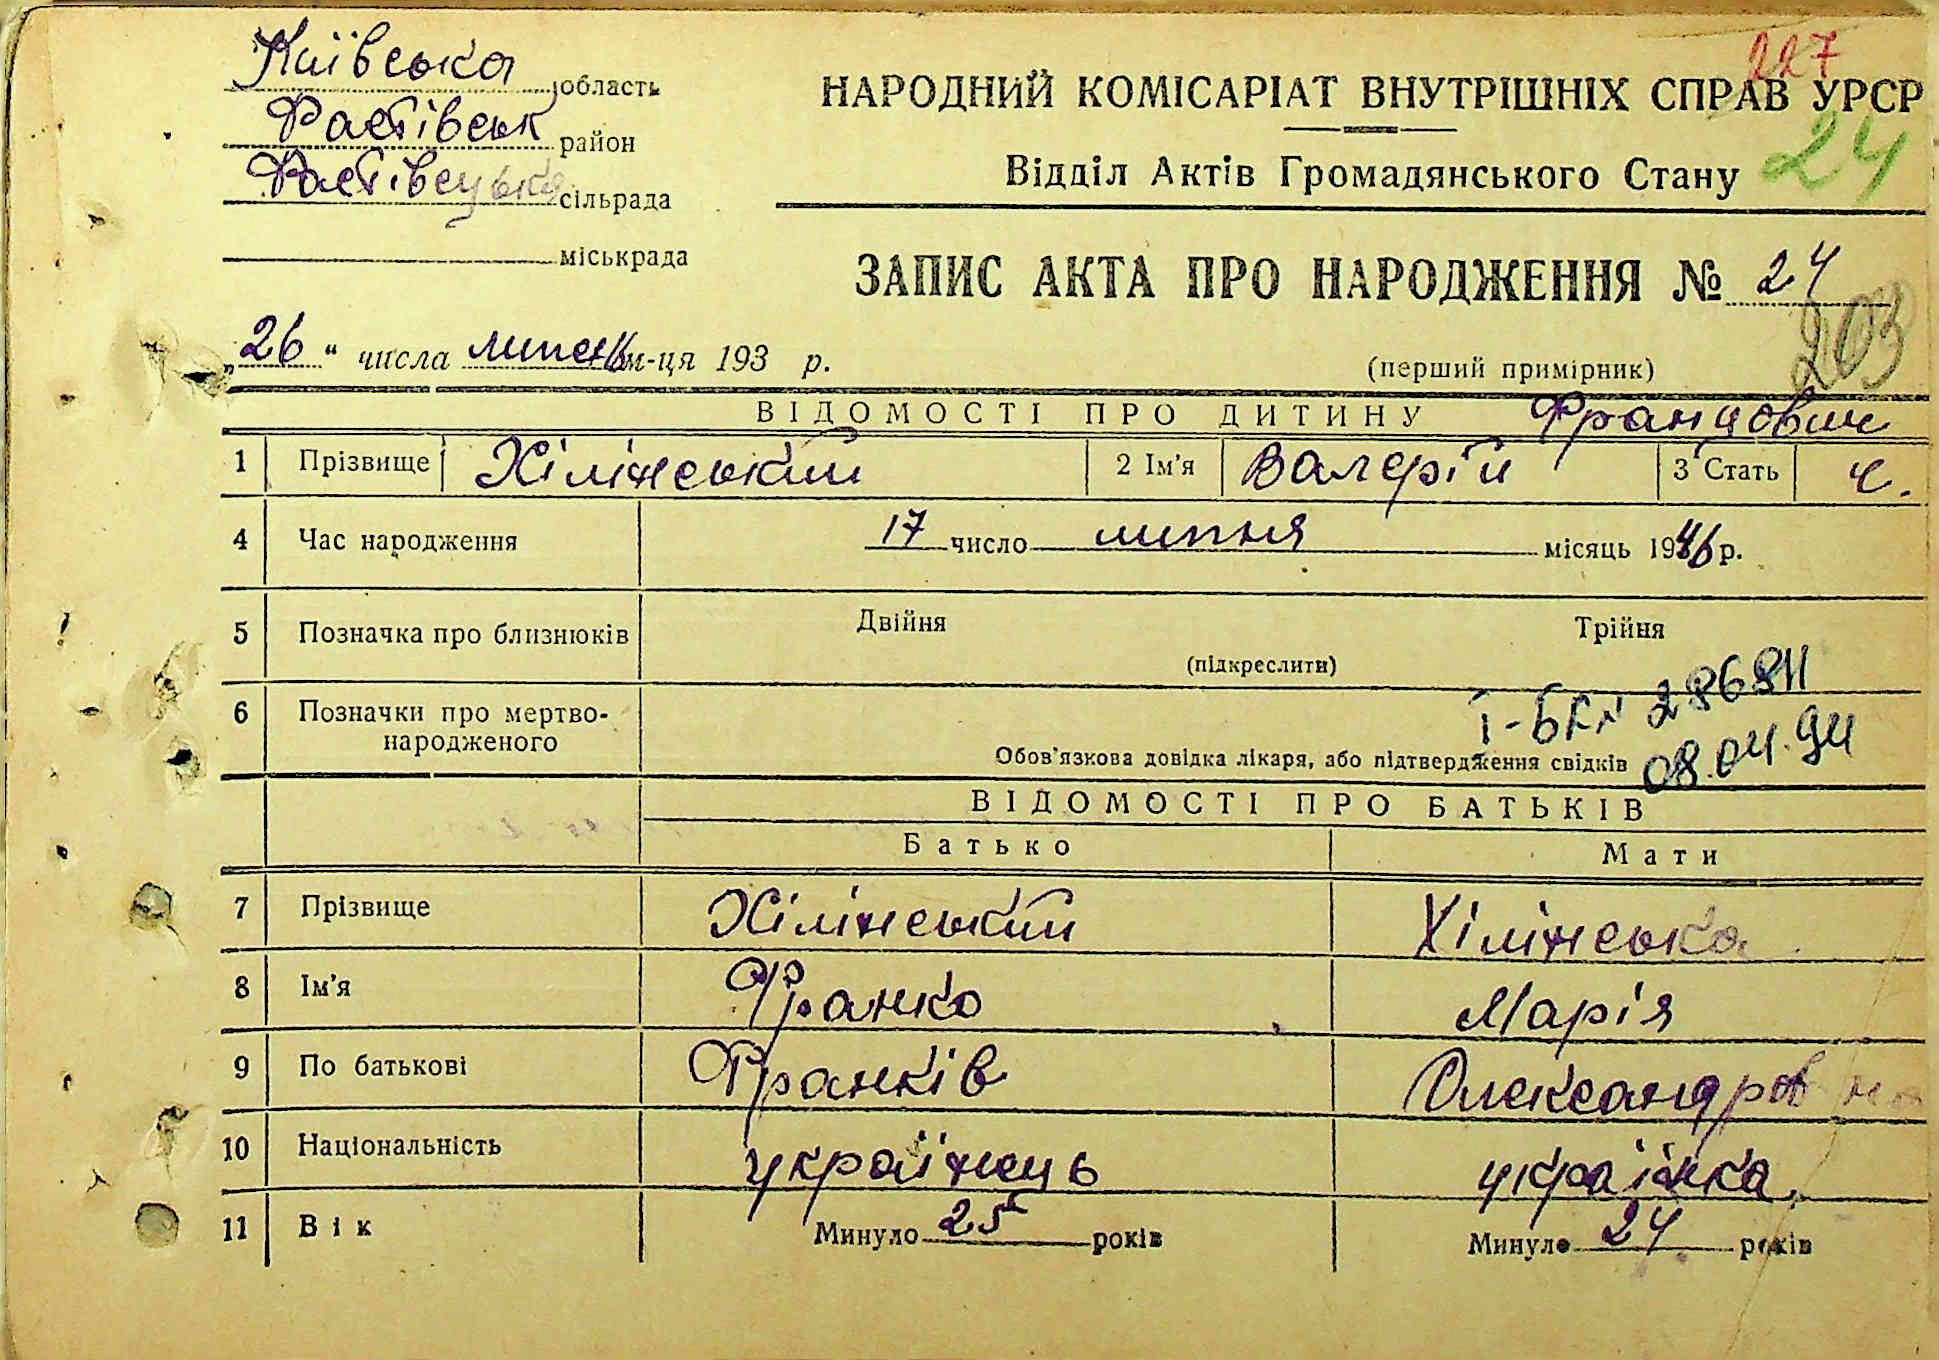 Київська область
Фастівськ район
Фастівська сільрада
міськрада
227
НАРОДНИЙ КОМІСАРІАТ ВНУТРІШНІХ СПРАВ УРСР
24
Відділ Актів Громадянського Стану
ЗАПИС АКТА ПРО НАРОДЖЕННЯ № 24
203
„26" числа липень м-ця 193 р.
(перший примірник)
ВІДОМОСТІ ПРО ДИТИНУ
Францович
1 Прізвище Хілінський 2 Ім'я Валерій 3 Стать ч.
4 Час народження 17 число липня місяць 1946 р.
5 Позначка про близнюків Двійня Трійня
(підкреслити)
6 Позначки про мертво-
народженого
І-БК № 286811
Обов'язкова довідка лікаря, або підтвердження свідків
08.04.94
ВІДОМОСТІ ПРО БАТЬКІВ
Батько Мати
7 Прізвище Хілінський Хілінська
8 Ім'я Франко Марія
9 По батькові Франків Олександровна
10 Національність українець українка
11 Вік Минуло 25 років Минуло 24 років